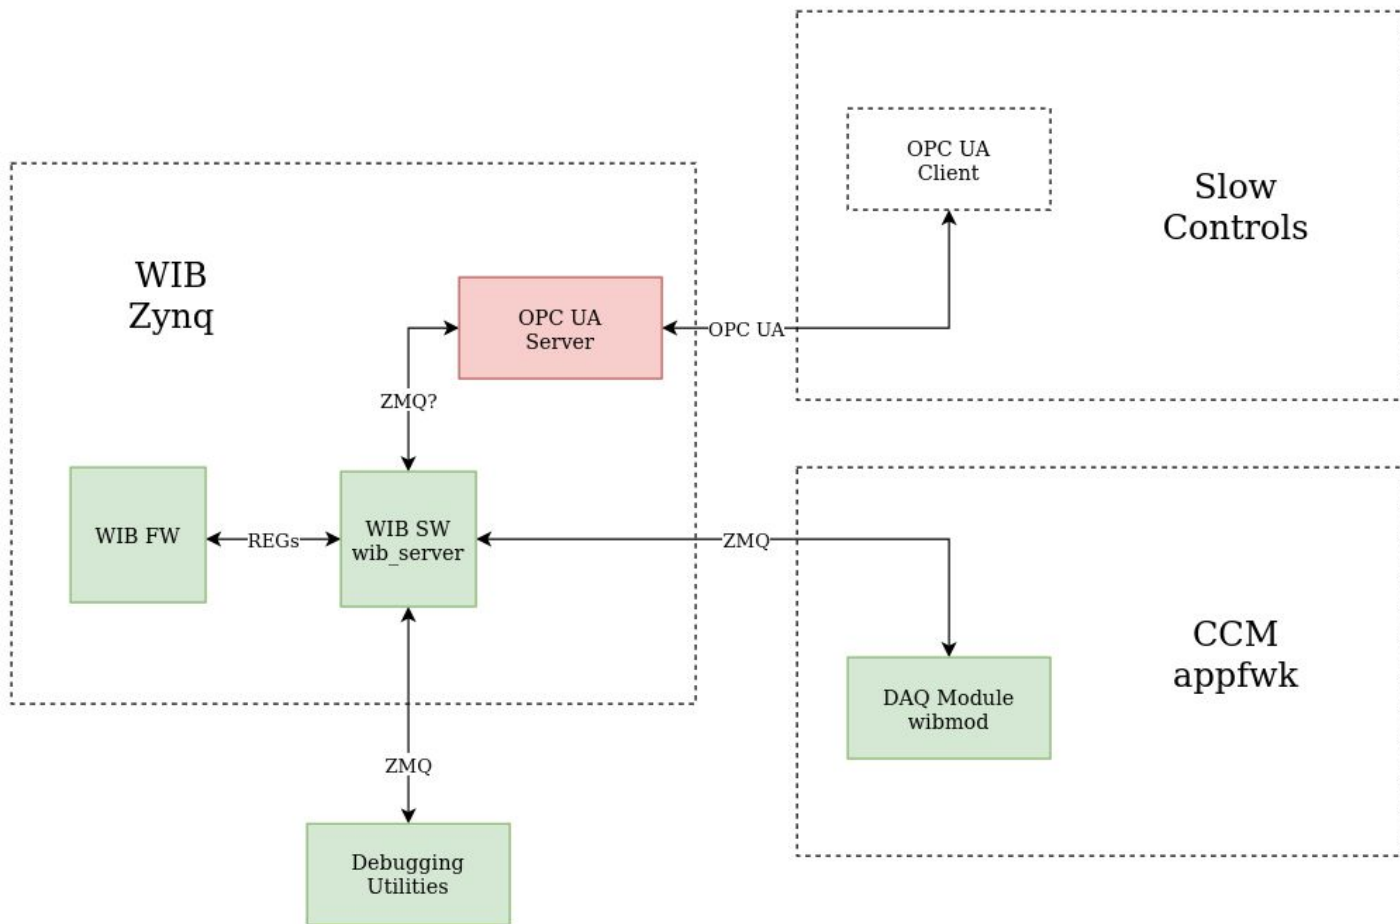 OPC UA
Client
Slow
Controls
WIB
Zynq
OPC UA
Server
OPC UA
ZMQ?
WIB FW
REGs
WIB SW
wib_server
ZMQ
CCM
appfwk
DAQ Module
wibmod
ZMQ
Debugging
Utilities